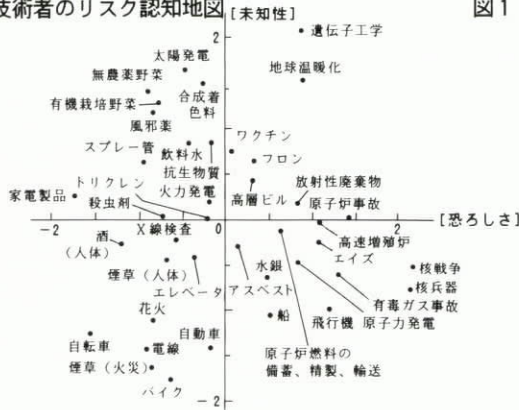 技術者のリスク認知地図
図1
[未知性]
2
遺伝子工学
太陽発電
地球温暖化
無農薬野菜
合成着
色料
有機栽培野菜
風邪薬
ワクチン
スプレー管
飲料水
フロン
抗生物質
トリクレン
火力発電
高層ビル
放射性廃棄物
家電製品
殺虫剤
原子炉事故
-2
X線検査
2
[恐ろしさ]
酒
(人体)
高速増殖炉
エイズ
煙草(人体)
水銀
核戦争
エレベータ
アスベスト
核兵器
花火
有毒ガス事故
船
飛行機
原子力発電
自転車
自動車
電線
煙草(火災)
原子炉燃料の
備蓄、精製、輸送
バイク
-2